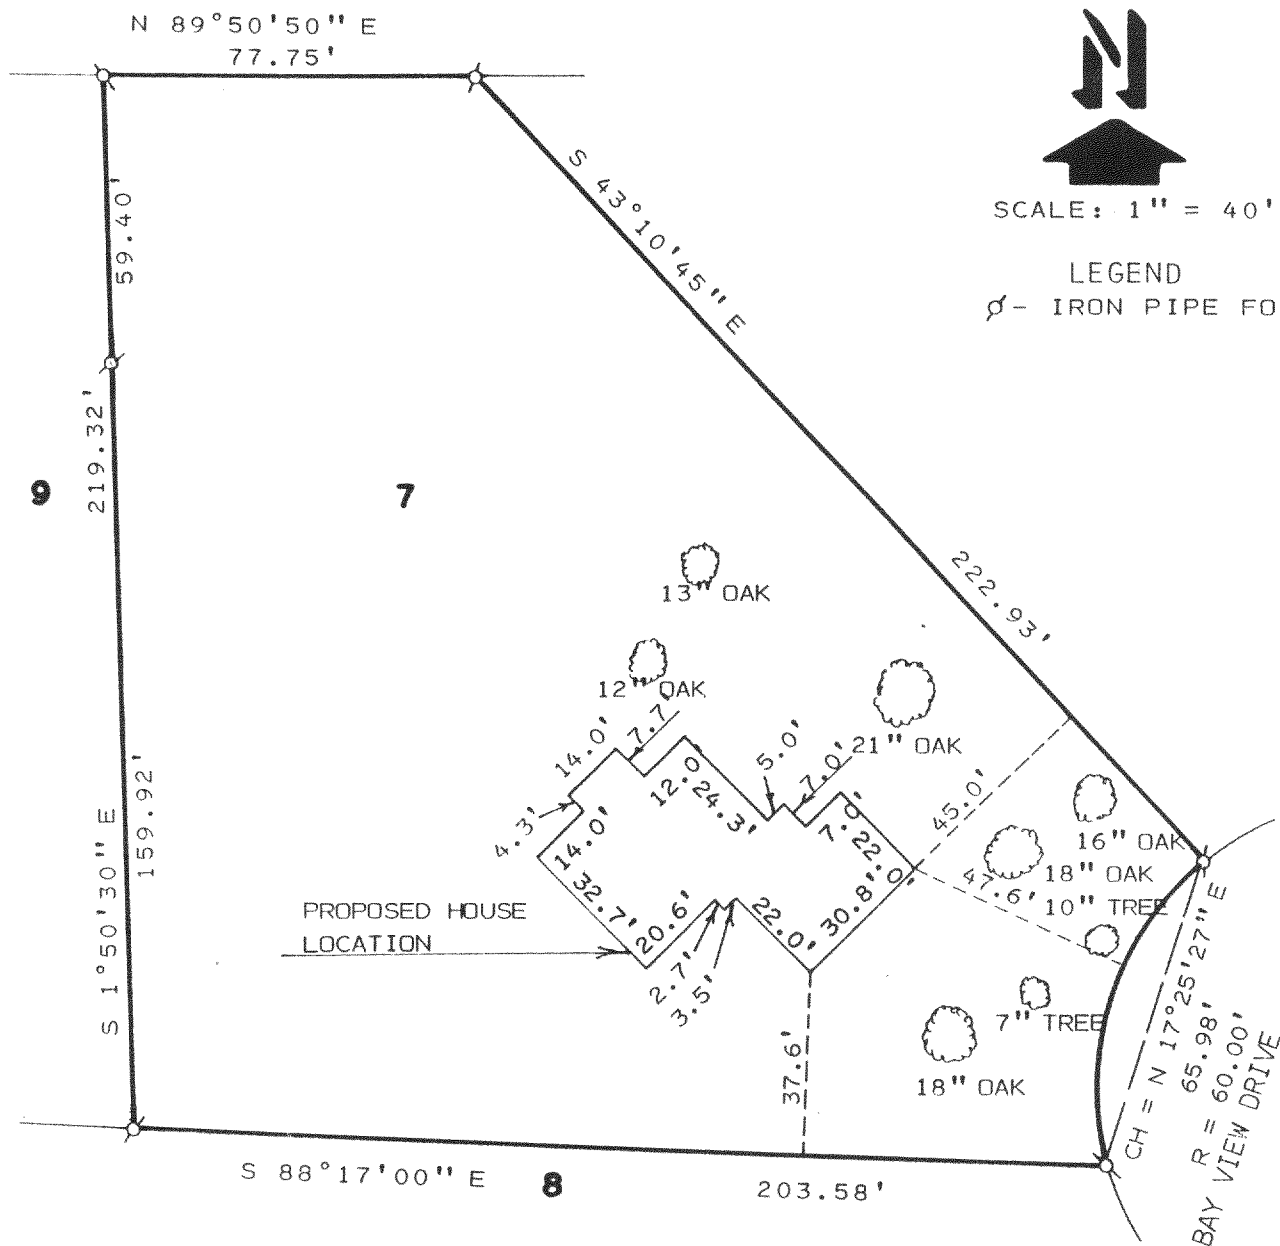 N 89°50'50" E
77.75'
N
SCALE: 1" = 40'
LEGEND
ø - IRON PIPE FO
S 43°10'45" E
222.93'
59.40'
219.32'
S 1°50'30" E
159.92'
9
7
13" OAK
12" OAK
21" OAK
14.0'
7.7'
12.0'
24.3'
5.0'
7.0'
7.0'
22.0'
45.0'
4.3'
14.0'
32.7'
20.6'
2.7'
3.5'
22.0'
30.8'
47.6'
16" OAK
18" OAK
10" TREE
7" TREE
18" OAK
PROPOSED HOUSE
LOCATION
37.6'
CH = N 17°25'27" E
65.98'
R = 60.00'
BAY VIEW DRIVE
S 88°17'00" E
8
203.58'